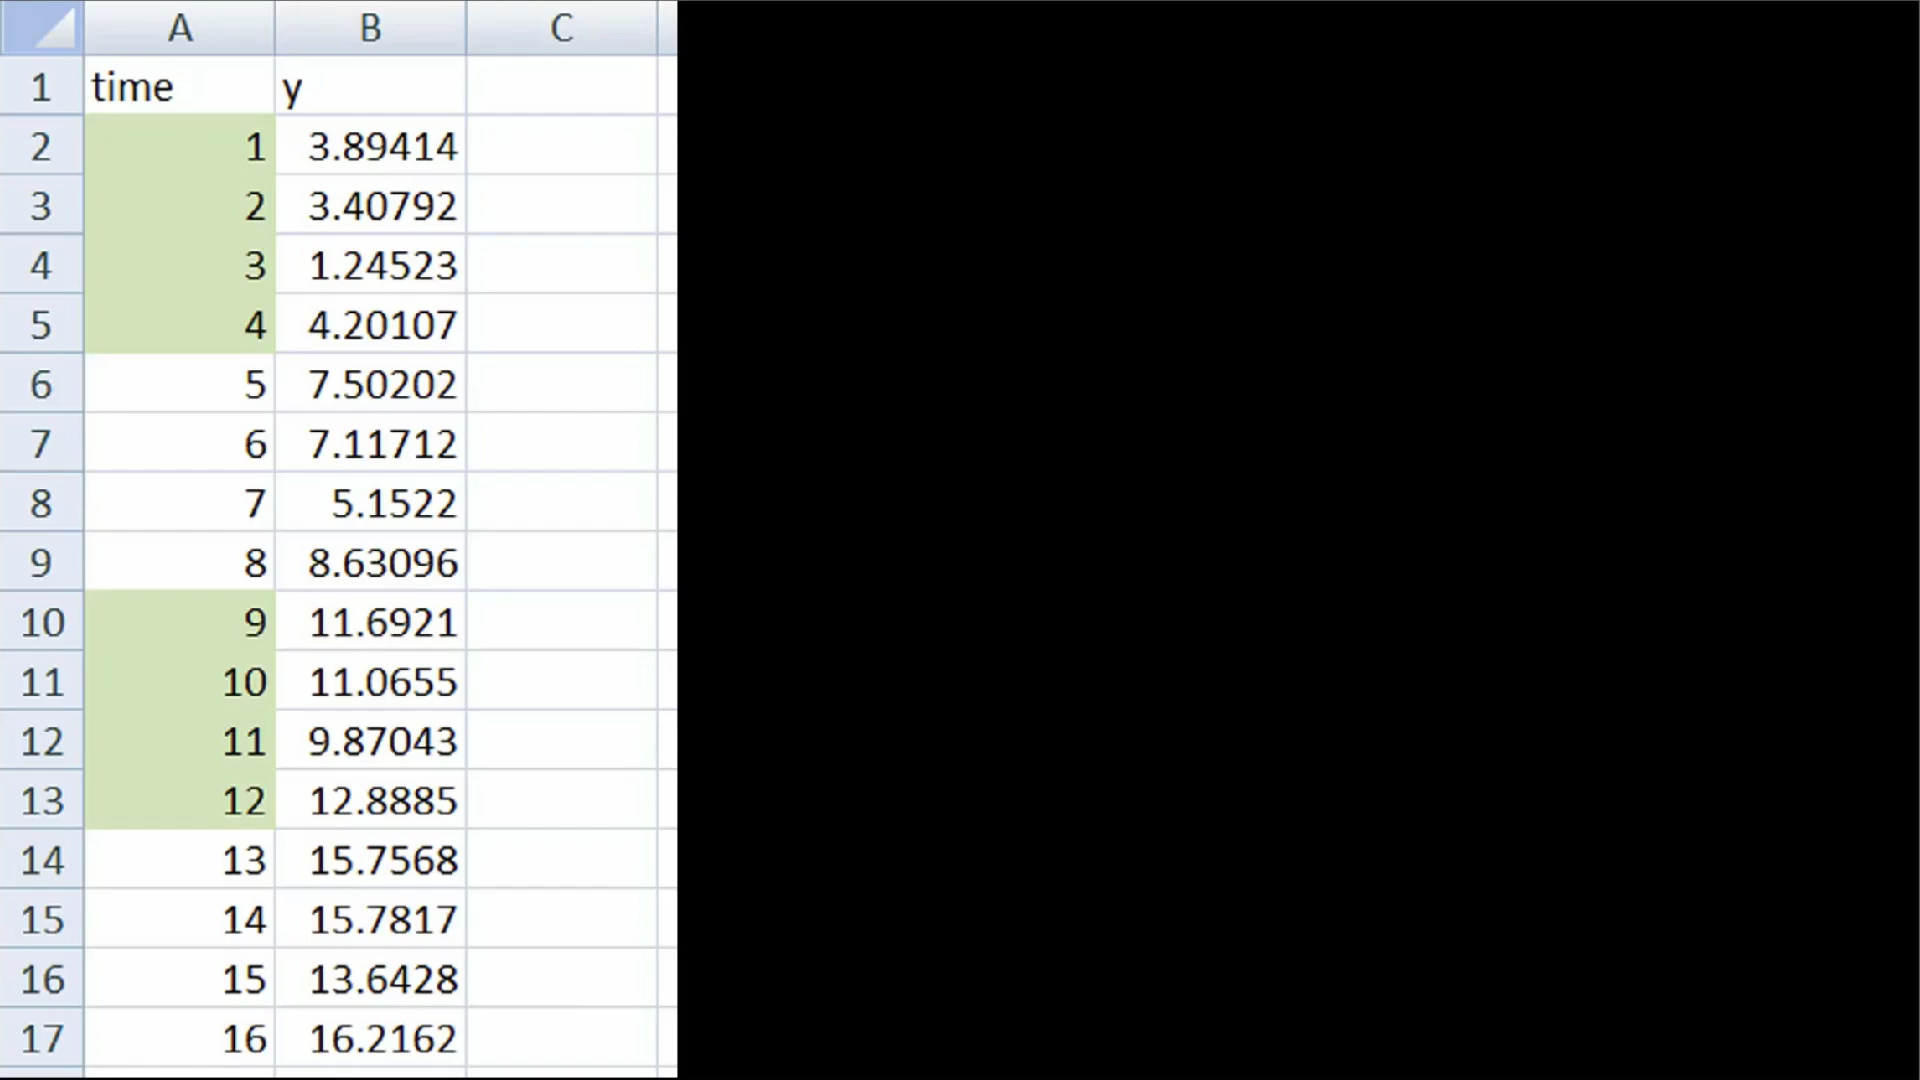 A B C
1 time y
2 1 3.89414
3 2 3.40792
4 3 1.24523
5 4 4.20107
6 5 7.50202
7 6 7.11712
8 7 5.1522
9 8 8.63096
10 9 11.6921
11 10 11.0655
12 11 9.87043
13 12 12.8885
14 13 15.7568
15 14 15.7817
16 15 13.6428
17 16 16.2162